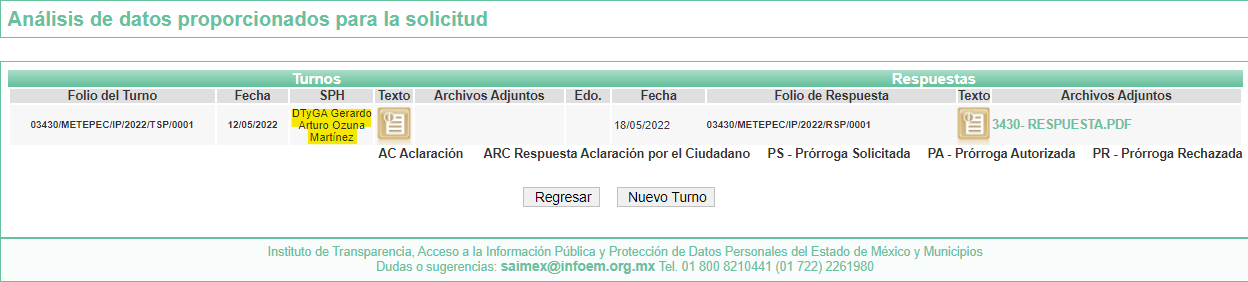 Análisis de datos proporcionados para la solicitud
Turnos Respuestas
Folio del Turno Fecha SPH Texto Archivos Adjuntos Edo. Fecha Folio de Respuesta Texto Archivos Adjuntos
03430/METEPEC/IP/2022/TSP/0001 12/05/2022 DTyGA Gerardo
Arturo Ozuna
Martínez
18/05/2022 03430/METEPEC/IP/2022/RSP/0001 3430- RESPUESTA.PDF
AC Aclaración ARC Respuesta Aclaración por el Ciudadano PS - Prórroga Solicitada PA - Prórroga Autorizada PR - Prórroga Rechazada
Regresar Nuevo Turno
Instituto de Transparencia, Acceso a la Información Pública y Protección de Datos Personales del Estado de México y Municipios
Dudas o sugerencias: saimex@infoem.org.mx Tel. 01 800 8210441 (01 722) 2261980